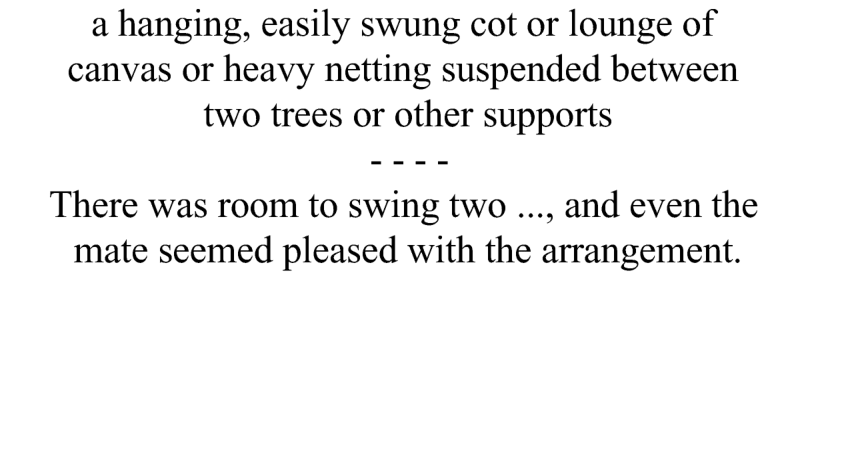 a hanging, easily swung cot or lounge of
canvas or heavy netting suspended between
two trees or other supports
- - - -
There was room to swing two ..., and even the
mate seemed pleased with the arrangement.